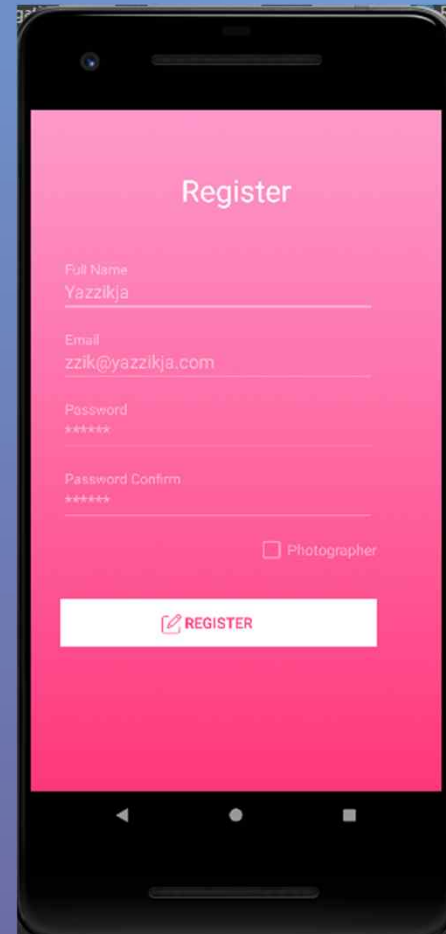 Register
Full Name
Yazzikja
Email
zzik@yazzikja.com
Password
******
Password Confirm
******
Photographer
REGISTER